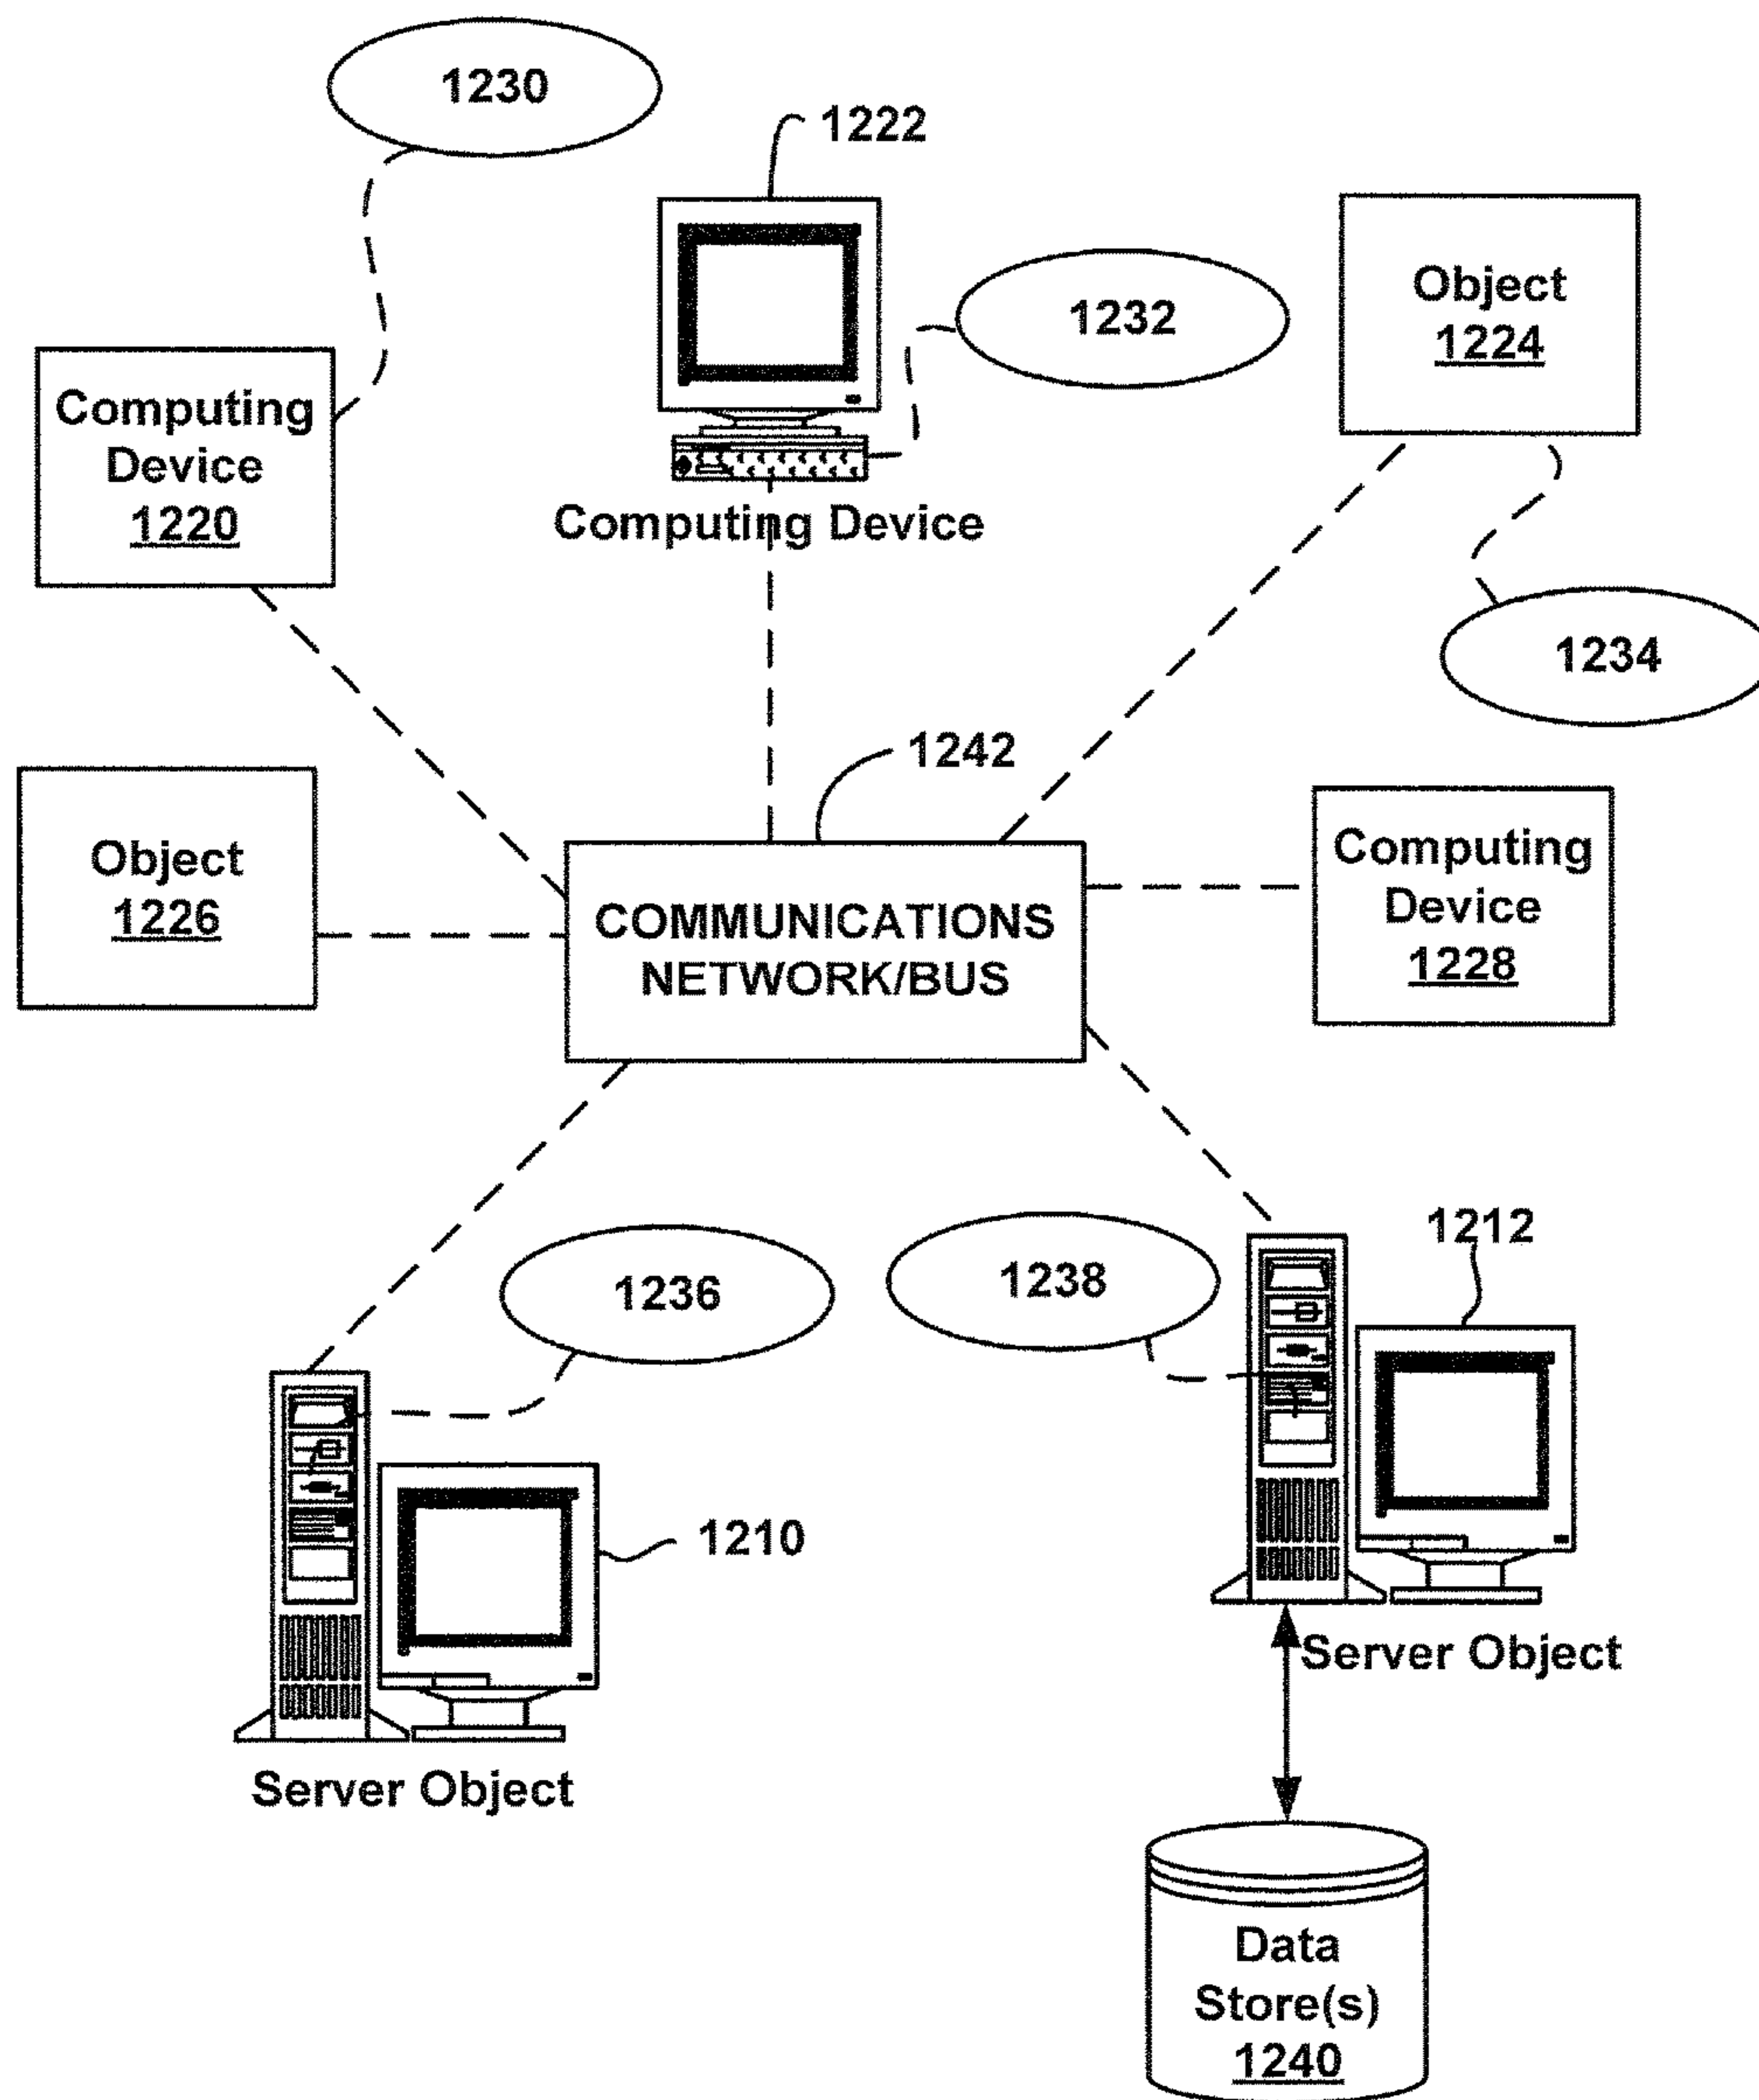 1230
1222
1232
Object
1224
Computing
Device
1220
Computing Device
1234
1242
Object
1226
COMMUNICATIONS
NETWORK/BUS
Computing
Device
1228
1236
1238
1212
1210
Server Object
Server Object
Data
Store(s)
1240